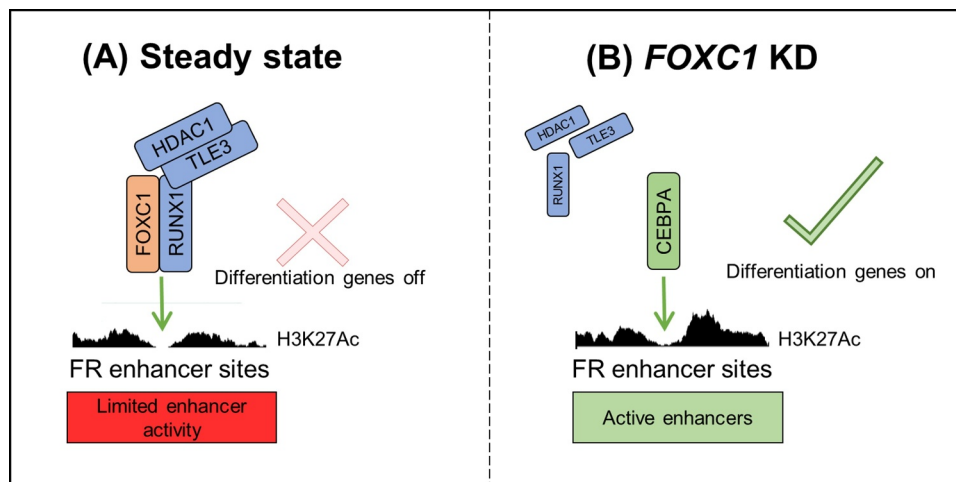 (A) Steady state
HDAC1
TLE3
FOXC1
RUNX1
Differentiation genes off
H3K27Ac
FR enhancer sites
Limited enhancer
activity
(B) FOXC1 KD
HDAC1
TLE3
RUNX1
CEBPA
Differentiation genes on
H3K27Ac
FR enhancer sites
Active enhancers